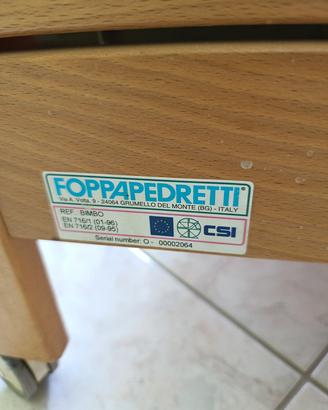 FOPPAPEDRETTI
Via A. Volta, 9 - 24064 GRUMELLO DEL MONTE (BG) - ITALY
REF. BIMBO
EN 716/1 (01-96)
EN 716/2 (09-95)
CSI
Serial number: O - 00002064